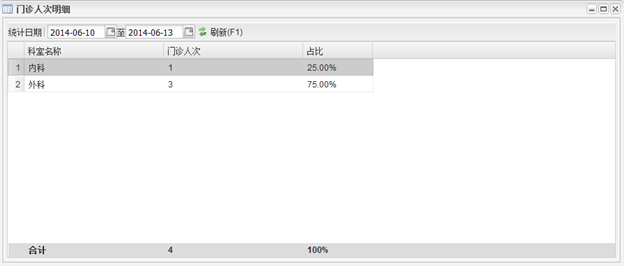 门诊人次明细
统计日期 2014-06-10 至 2014-06-13 刷新(F1)
科室名称 门诊人次 占比
1 内科 1 25.00%
2 外科 3 75.00%
合计 4 100%